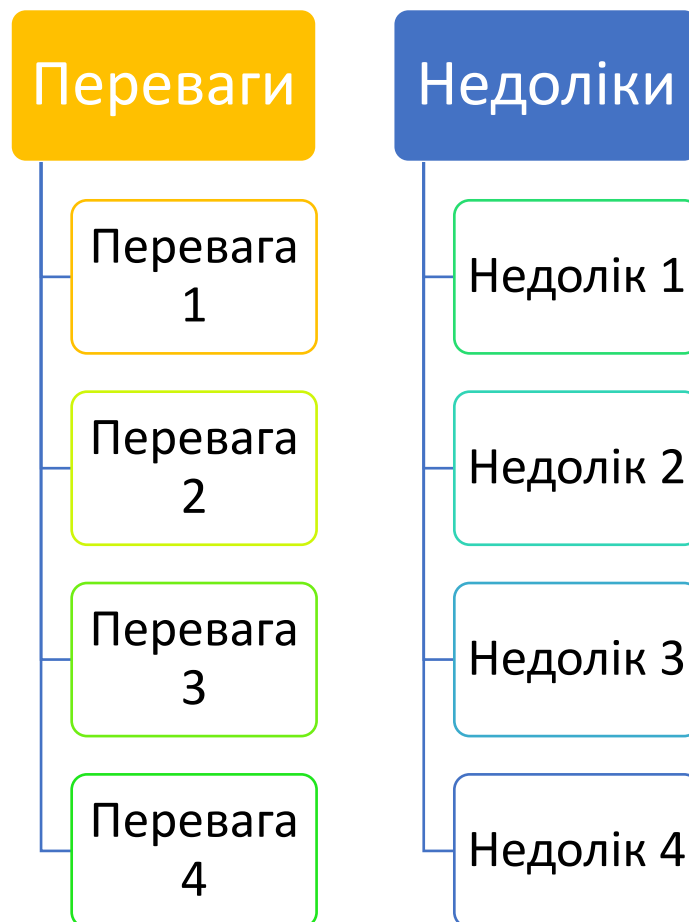 Переваги
Перевага
1
Перевага
2
Перевага
3
Перевага
4
Недоліки
Недолік 1
Недолік 2
Недолік 3
Недолік 4